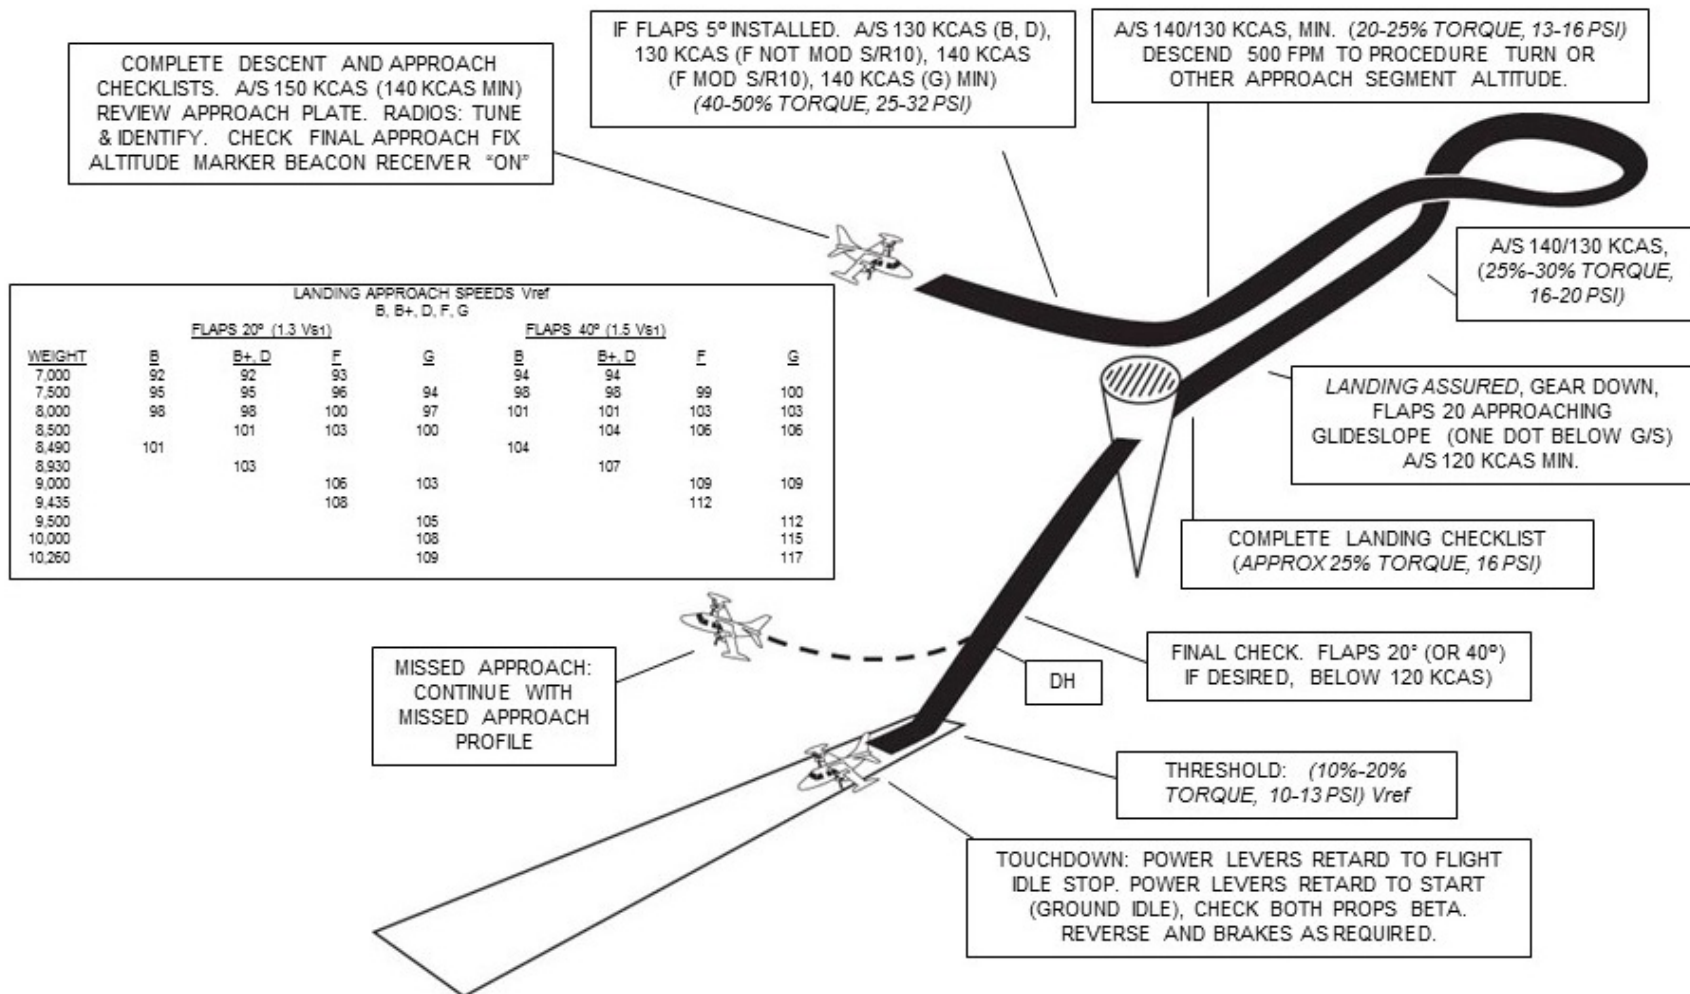 COMPLETE DESCENT AND APPROACH
CHECKLISTS. A/S 150 KCAS (140 KCAS MIN)
REVIEW APPROACH PLATE. RADIOS: TUNE
& IDENTIFY. CHECK FINAL APPROACH FIX
ALTITUDE MARKER BEACON RECEIVER "ON"
IF FLAPS 5º INSTALLED. A/S 130 KCAS (B, D),
130 KCAS (F NOT MOD S/R10), 140 KCAS
(F MOD S/R10), 140 KCAS (G) MIN)
(40-50% TORQUE, 25-32 PSI)
A/S 140/130 KCAS, MIN. (20-25% TORQUE, 13-16 PSI)
DESCEND 500 FPM TO PROCEDURE TURN OR
OTHER APPROACH SEGMENT ALTITUDE.
A/S 140/130 KCAS,
(25%-30% TORQUE,
16-20 PSI)
LANDING APPROACH SPEEDS Vref
B, B+, D, F, G
FLAPS 20º (1.3 Vs1) FLAPS 40º (1.5 Vs1)
WEIGHT B B+, D F G B B+, D F G
7,000 92 92 93 94 94
7,500 95 95 96 94 98 98 99 100
8,000 98 98 100 97 101 101 103 103
8,500 101 103 100 104 106 106
8,490 101 104
8,930 103 107
9,000 106 103 109 109
9,435 108 112
9,500 105 112
10,000 108 115
10,260 109 117
LANDING ASSURED, GEAR DOWN,
FLAPS 20 APPROACHING
GLIDESLOPE (ONE DOT BELOW G/S)
A/S 120 KCAS MIN.
COMPLETE LANDING CHECKLIST
(APPROX 25% TORQUE, 16 PSI)
FINAL CHECK. FLAPS 20° (OR 40º)
IF DESIRED, BELOW 120 KCAS)
DH
MISSED APPROACH:
CONTINUE WITH
MISSED APPROACH
PROFILE
THRESHOLD: (10%-20%
TORQUE, 10-13 PSI) Vref
TOUCHDOWN: POWER LEVERS RETARD TO FLIGHT
IDLE STOP. POWER LEVERS RETARD TO START
(GROUND IDLE), CHECK BOTH PROPS BETA.
REVERSE AND BRAKES AS REQUIRED.